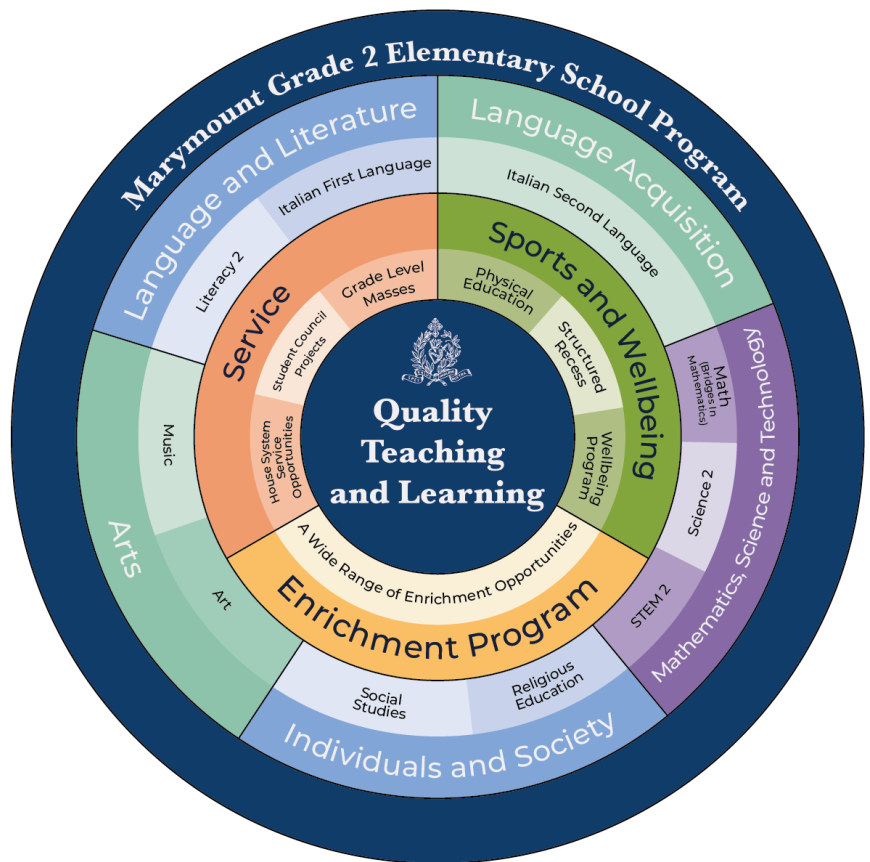 Marymount Grade 2 Elementary School Program
Language and Literature
Literacy 2
Italian First Language
Language Acquisition
Italian Second Language
Mathematics, Science and Technology
Math
(Bridges in
Mathematics)
Science 2
STEM 2
Individuals and Society
Religious
Education
Social
Studies
Arts
Art
Music
Service
House System
Service
Opportunities
Student Council
Projects
Grade Level
Masses
Sports and Wellbeing
Physical
Education
Structured
Recess
Wellbeing
Program
Enrichment Program
A Wide Range of Enrichment Opportunities
Quality
Teaching
and Learning